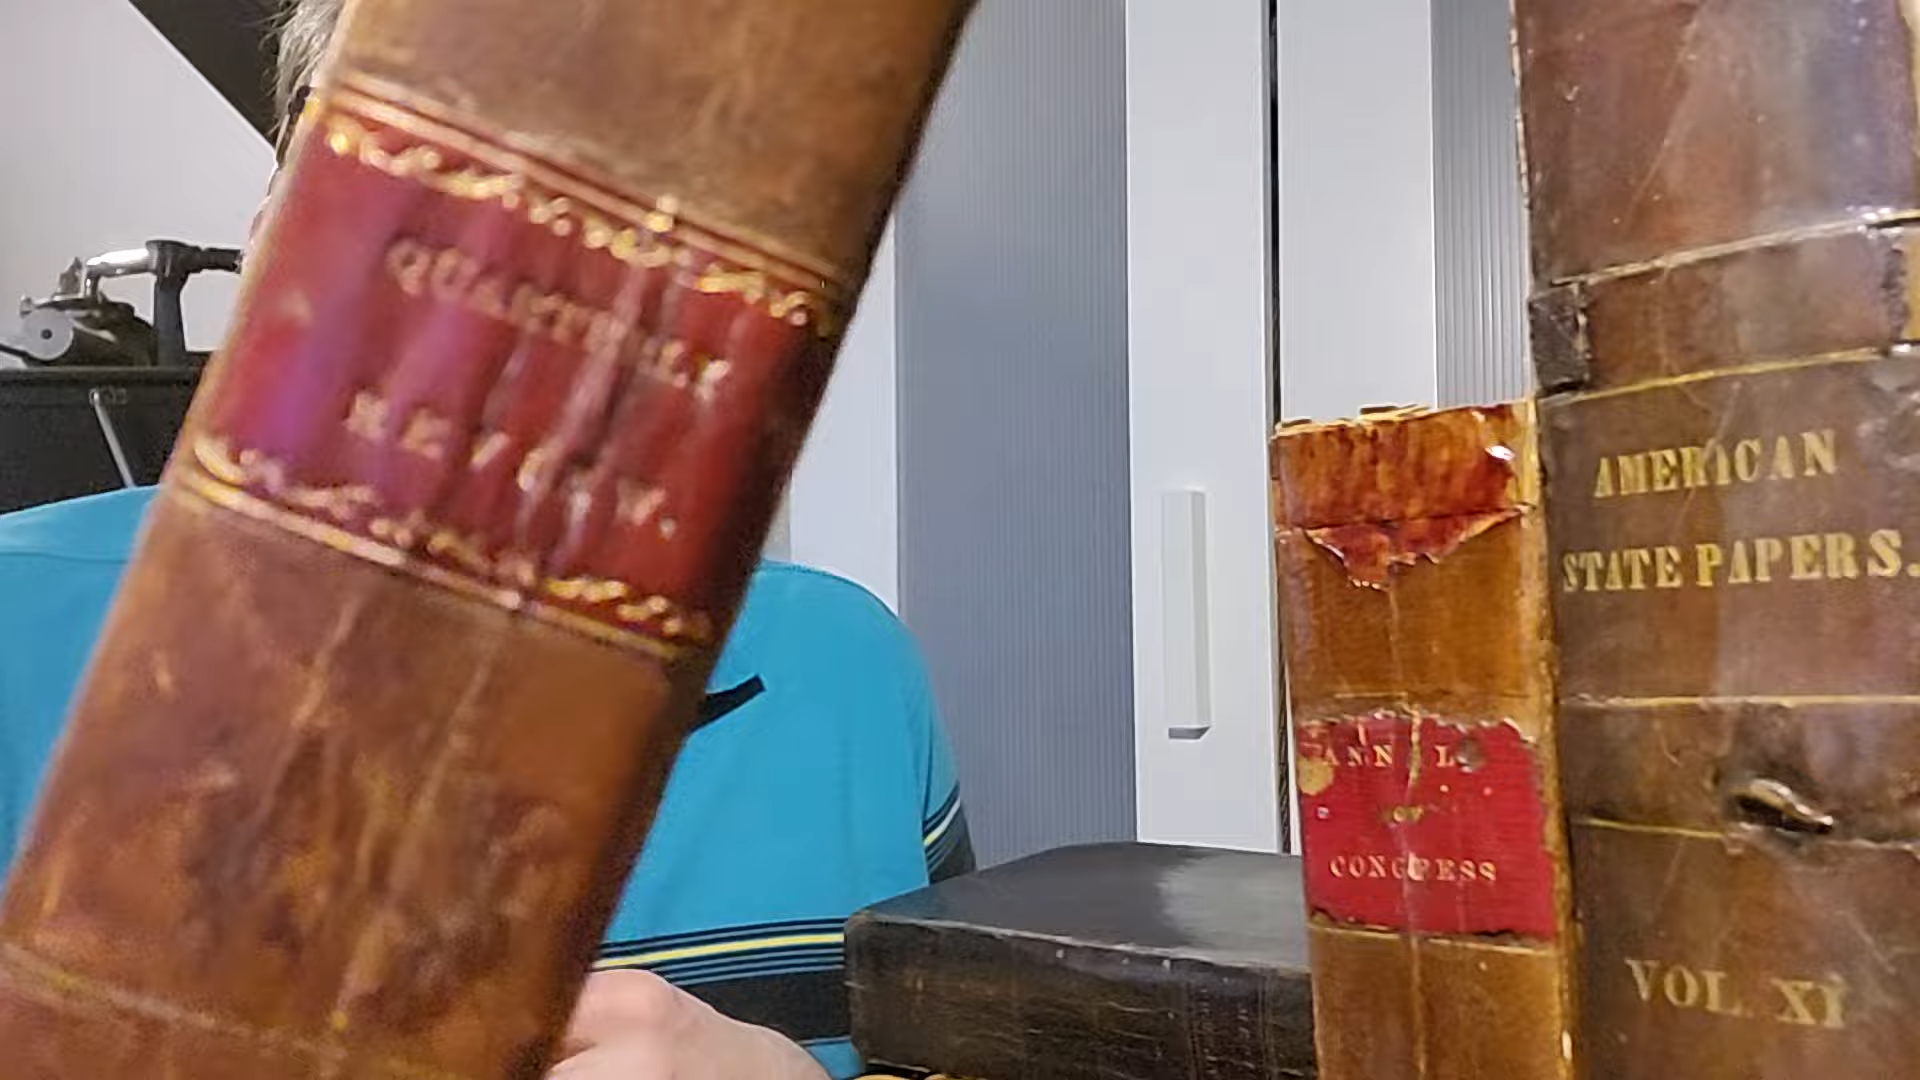 QUARTERLY
REVIEW.
ANNALS
OF
CONGRESS
AMERICAN
STATE PAPERS.
VOL. XI